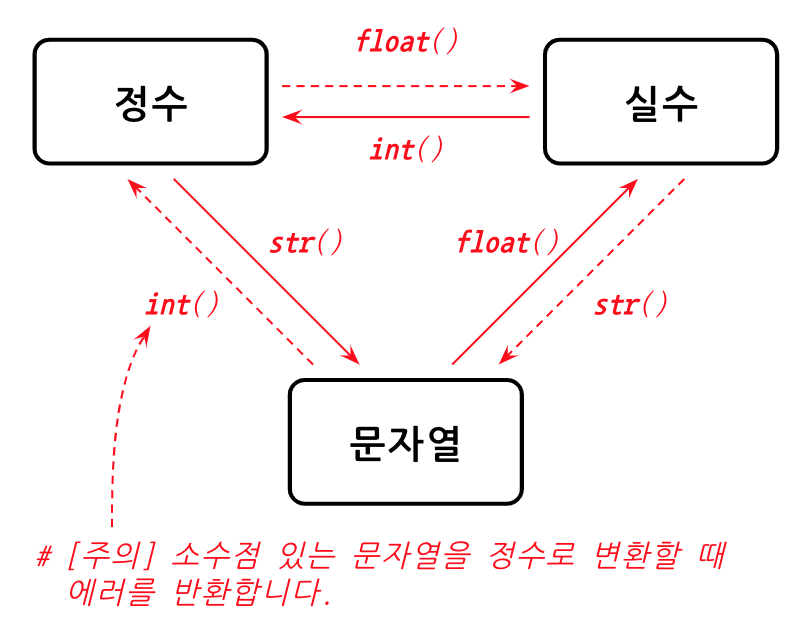 float()
정수
실수
int()
str()
float()
int()
str()
문자열
# [주의] 소수점 있는 문자열을 정수로 변환할 때
에러를 반환합니다.